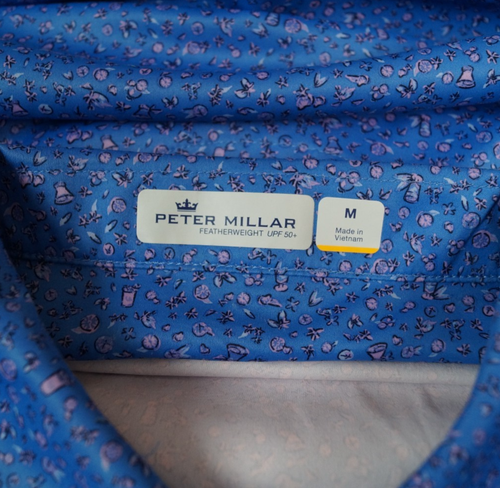 PETER MILLAR
FEATHERWEIGHT UPF 50+
M
Made in
Vietnam